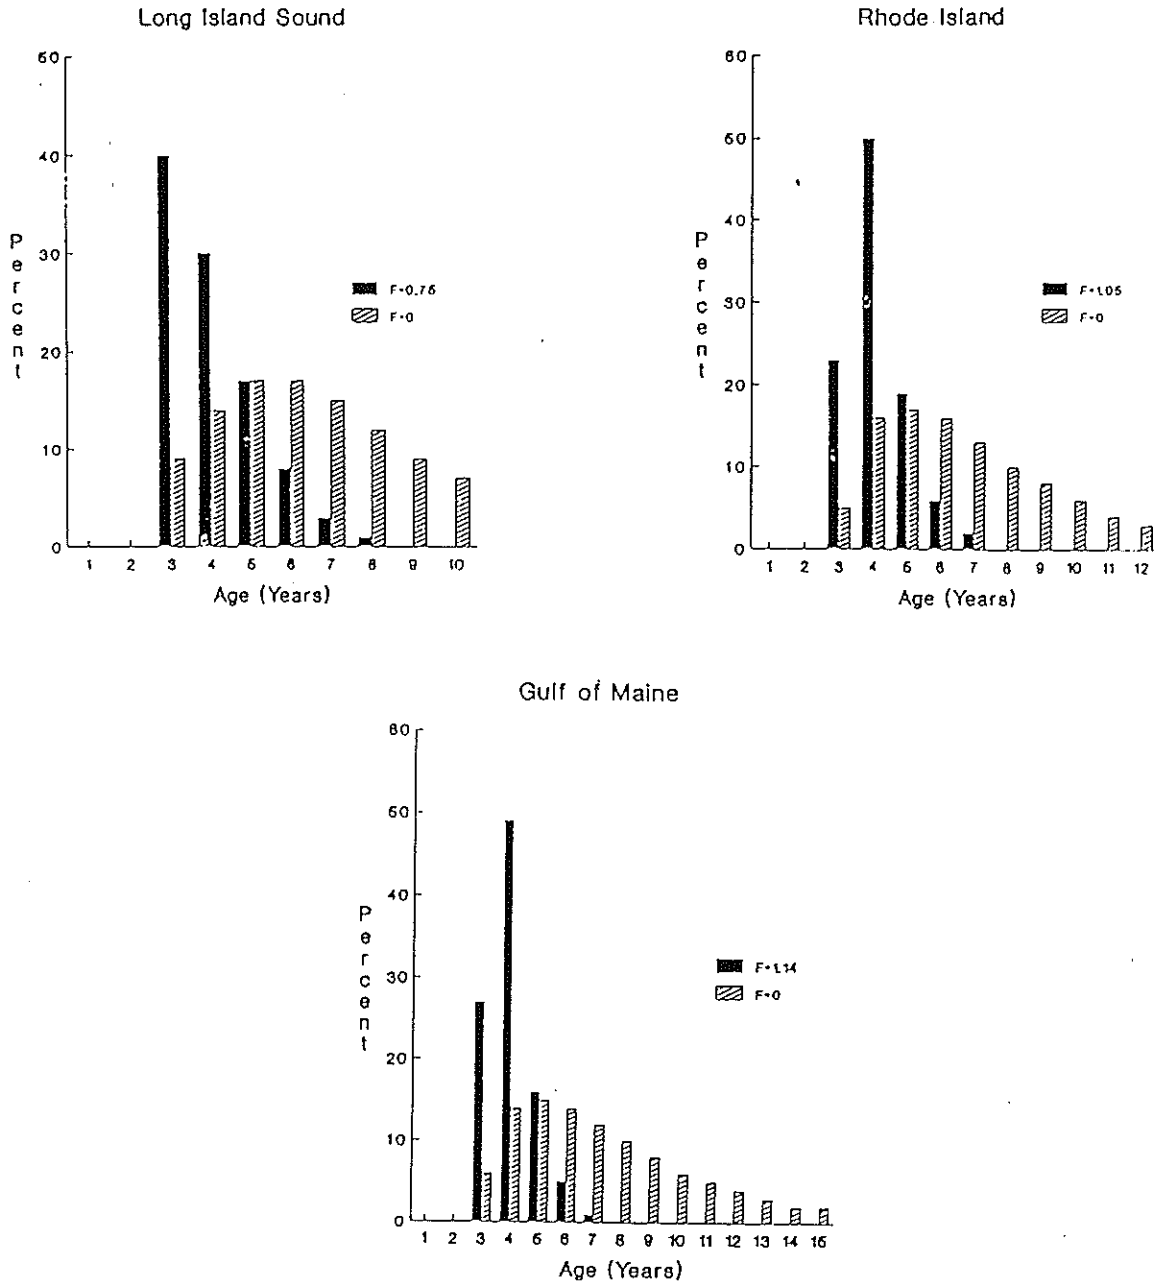 Long Island Sound
50
40
30
20
10
0
Percent
F=0.75
F=0
1 2 3 4 5 6 7 8 9 10
Age (Years)
Rhode Island
60
50
40
30
20
10
0
Percent
F=1.05
F=0
1 2 3 4 5 6 7 8 9 10 11 12
Age (Years)
Gulf of Maine
60
50
40
30
20
10
0
Percent
F=1.14
F=0
1 2 3 4 5 6 7 8 9 10 11 12 13 14 15
Age (Years)